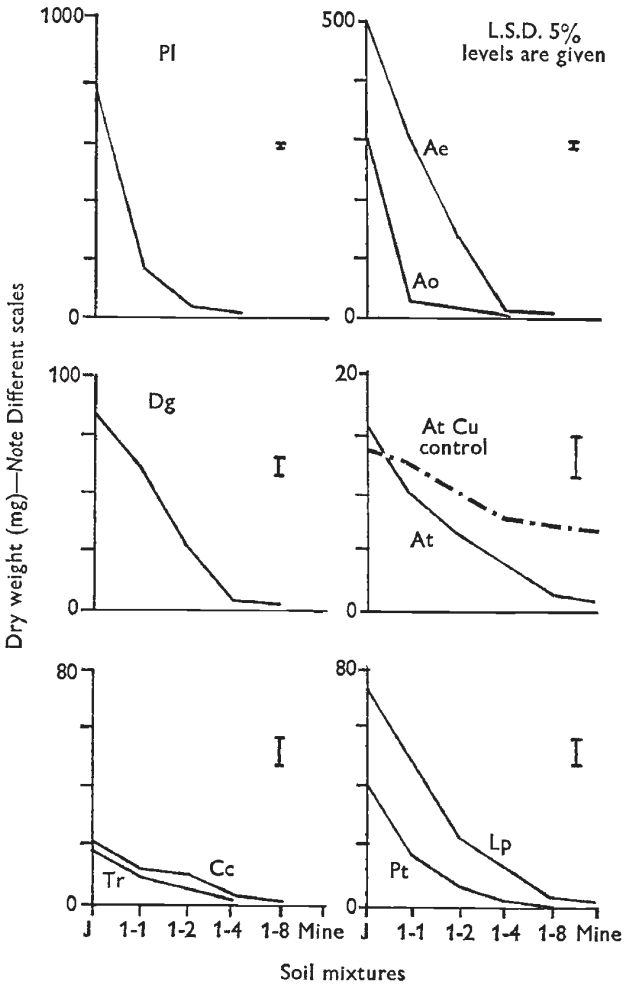 1000
Pl
0
500
L.S.D. 5%
levels are given
Ae
Ao
0
Dry weight (mg)—Note Different scales
100
Dg
0
20
At Cu
control
At
0
80
Cc
Tr
0
J 1-1 1-2 1-4 1-8 Mine
80
Lp
Pt
0
J 1-1 1-2 1-4 1-8 Mine
Soil mixtures